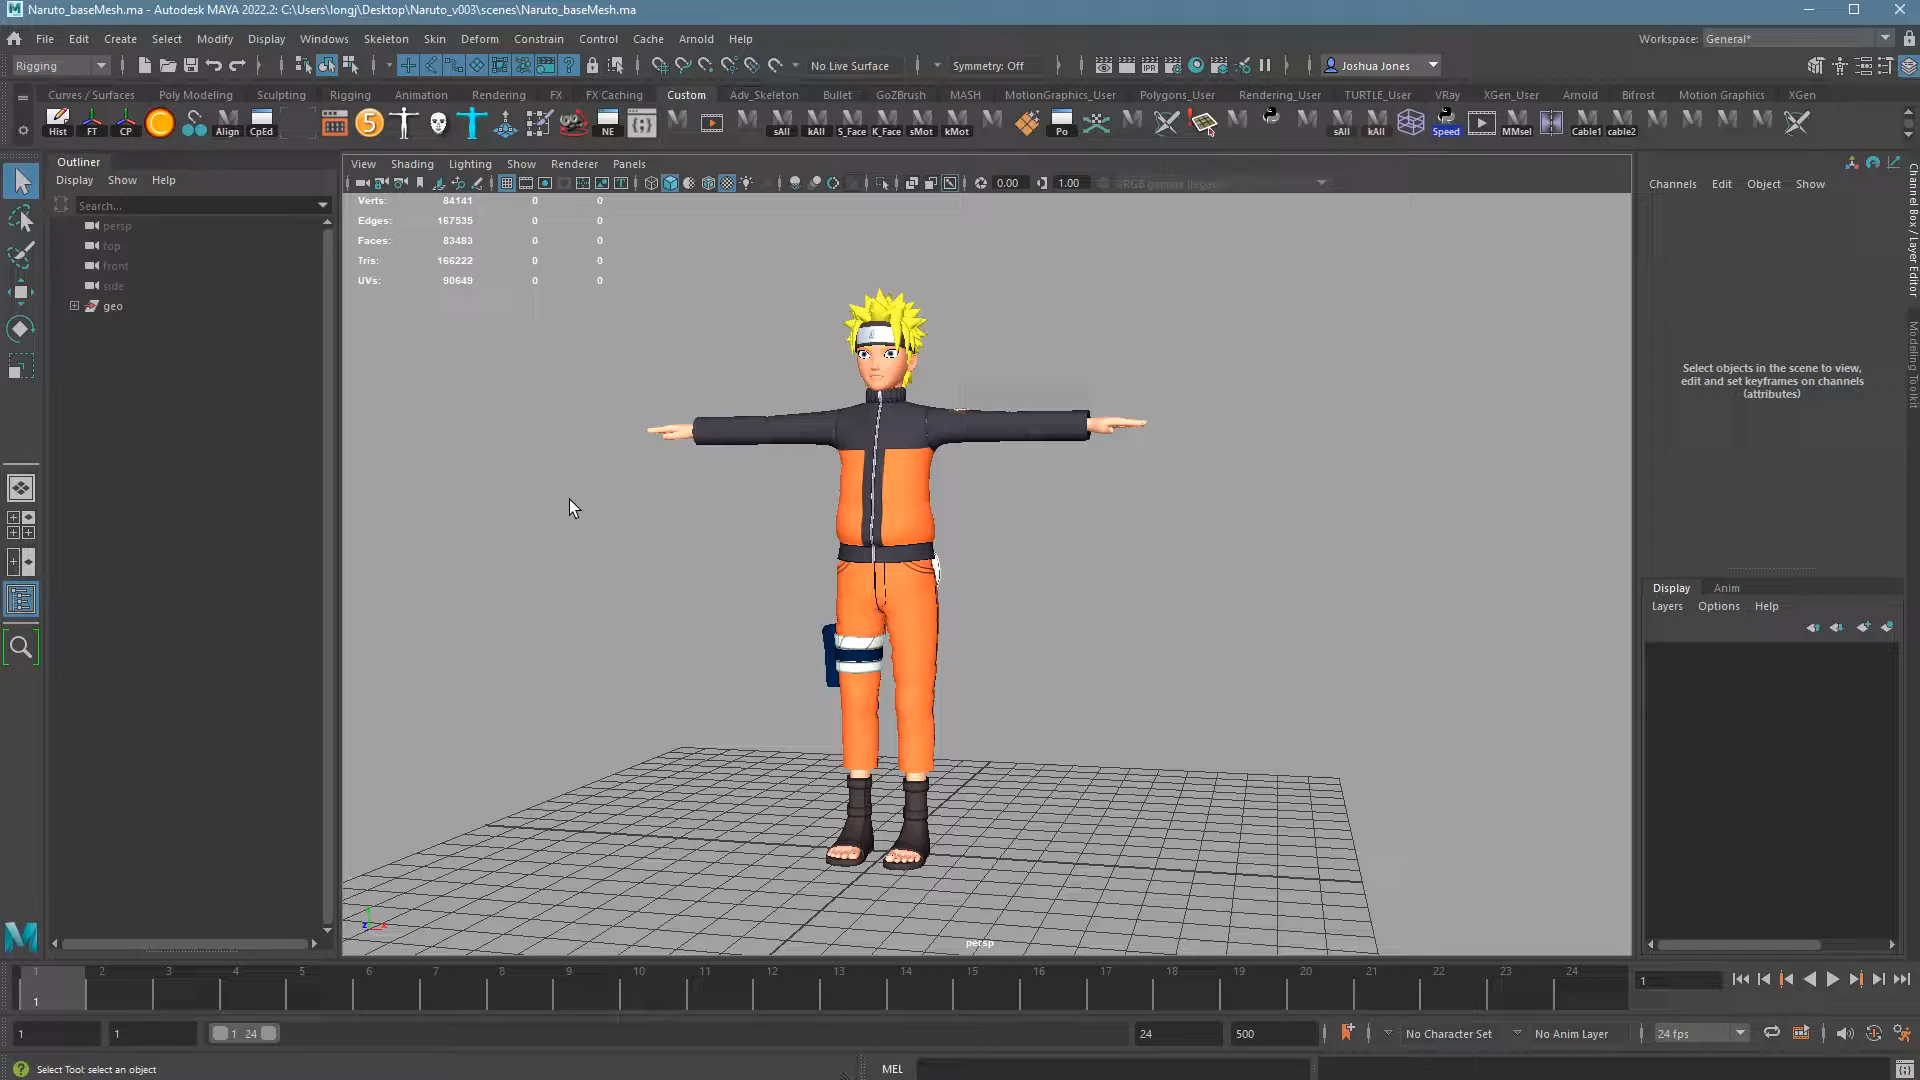 Naruto_baseMesh.ma - Autodesk MAYA 2022.2: C:\Users\longj\Desktop\Naruto_v003\scenes\Naruto_baseMesh.ma
File Edit Create Select Modify Display Windows Skeleton Skin Deform Constrain Control Cache Arnold Help
Workspace: General*
Rigging
No Live Surface
Symmetry: Off
Joshua Jones
Curves / Surfaces Poly Modeling Sculpting Rigging Animation Rendering FX FX Caching Custom Adv_Skeleton Bullet GoZBrush MASH MotionGraphics_User Polygons_User Rendering_User TURTLE_User VRay XGen_User Arnold Bifrost Motion Graphics XGen
Hist FT CP 5 Align CpEd NE sAll kAll S_Face K_Face sMot kMot Po sAll kAll Speed MMsel Cable1 cable2
Outliner
Display Show Help
Search...
persp
top
front
side
geo
View Shading Lighting Show Renderer Panels
0.00 1.00
Verts: 84141 0 0
Edges: 167535 0 0
Faces: 83483 0 0
Tris: 166222 0 0
UVs: 90649 0 0
persp
Channels Edit Object Show
Select objects in the scene to view,
edit and set keyframes on channels
(attributes)
Channel Box / Layer Editor
Modeling Toolkit
Display Anim
Layers Options Help
1 2 3 4 5 6 7 8 9 10 11 12 13 14 15 16 17 18 19 20 21 22 23 24
1
1
1 1 1 24 24 500
No Character Set
No Anim Layer
24 fps
Select Tool: select an object
MEL